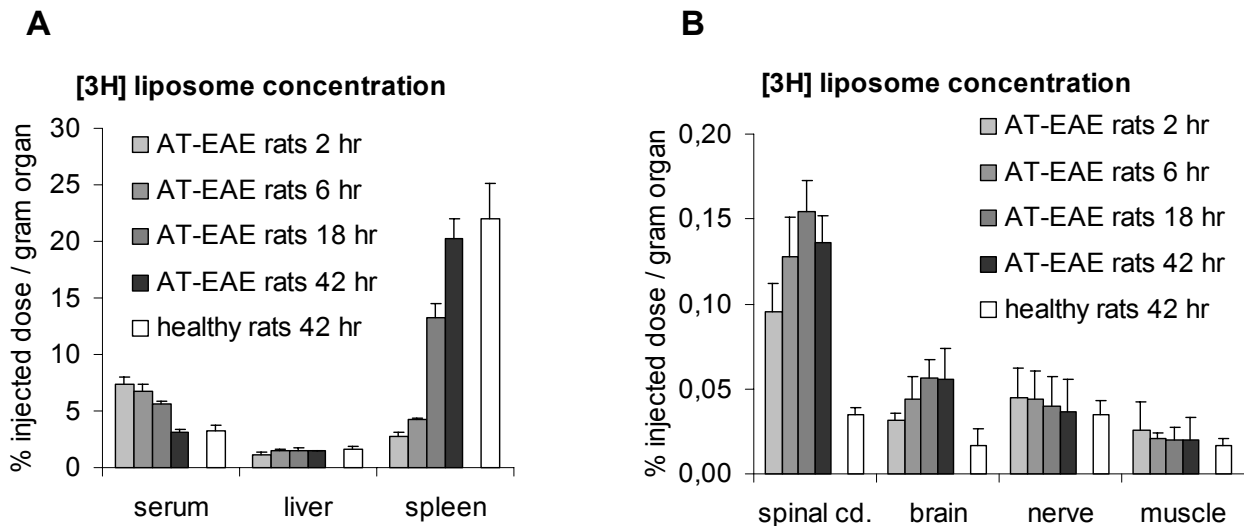 A
[3H] liposome concentration
% injected dose / gram organ
30
25
20
15
10
5
0
AT-EAE rats 2 hr
AT-EAE rats 6 hr
AT-EAE rats 18 hr
AT-EAE rats 42 hr
healthy rats 42 hr
serum liver spleen
B
[3H] liposome concentration
% injected dose / gram organ
0,20
0,15
0,10
0,05
0,00
AT-EAE rats 2 hr
AT-EAE rats 6 hr
AT-EAE rats 18 hr
AT-EAE rats 42 hr
healthy rats 42 hr
spinal cd. brain nerve muscle